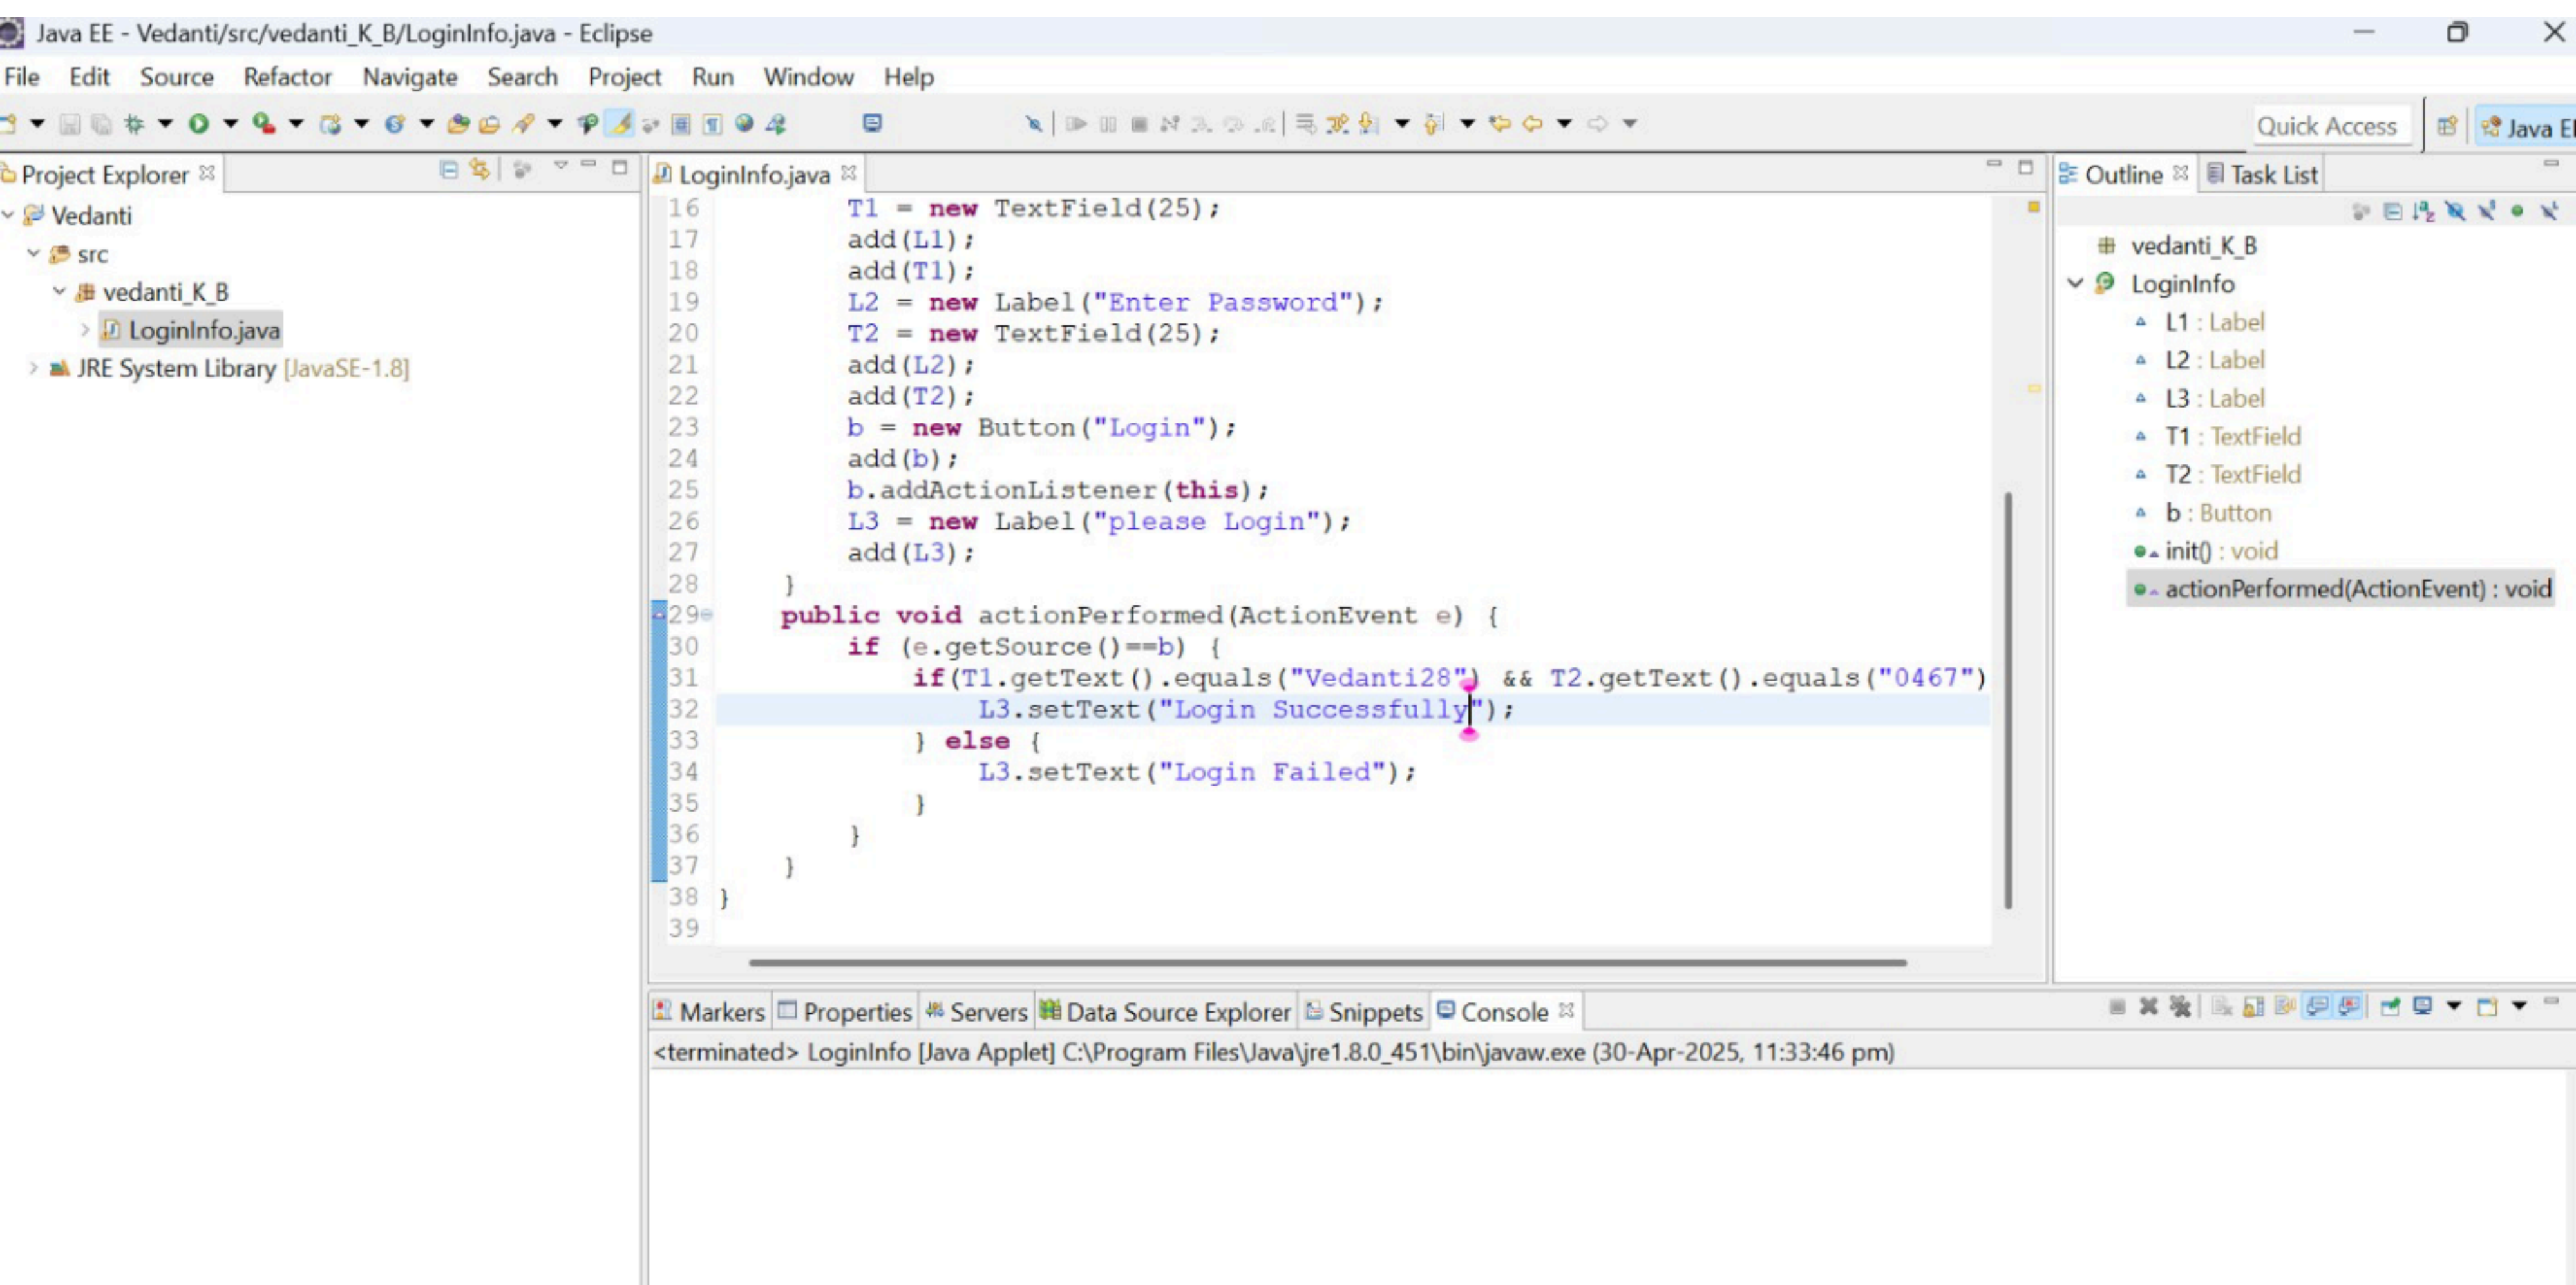 Java EE - Vedanti/src/vedanti_K_B/LoginInfo.java - Eclipse
File Edit Source Refactor Navigate Search Project Run Window Help
Quick Access
Java EE
Project Explorer
Vedanti
src
vedanti_K_B
LoginInfo.java
JRE System Library [JavaSE-1.8]
LoginInfo.java
16 T1 = new TextField(25);
17 add(L1);
18 add(T1);
19 L2 = new Label("Enter Password");
20 T2 = new TextField(25);
21 add(L2);
22 add(T2);
23 b = new Button("Login");
24 add(b);
25 b.addActionListener(this);
26 L3 = new Label("please Login");
27 add(L3);
28 }
29 public void actionPerformed(ActionEvent e) {
30 if (e.getSource()==b) {
31 if(T1.getText().equals("Vedanti28") && T2.getText().equals("0467")
32 L3.setText("Login Successfully");
33 } else {
34 L3.setText("Login Failed");
35 }
36 }
37 }
38 }
39
Outline Task List
vedanti_K_B
LoginInfo
L1 : Label
L2 : Label
L3 : Label
T1 : TextField
T2 : TextField
b : Button
init() : void
actionPerformed(ActionEvent) : void
Markers Properties Servers Data Source Explorer Snippets Console
<terminated> LoginInfo [Java Applet] C:\Program Files\Java\jre1.8.0_451\bin\javaw.exe (30-Apr-2025, 11:33:46 pm)